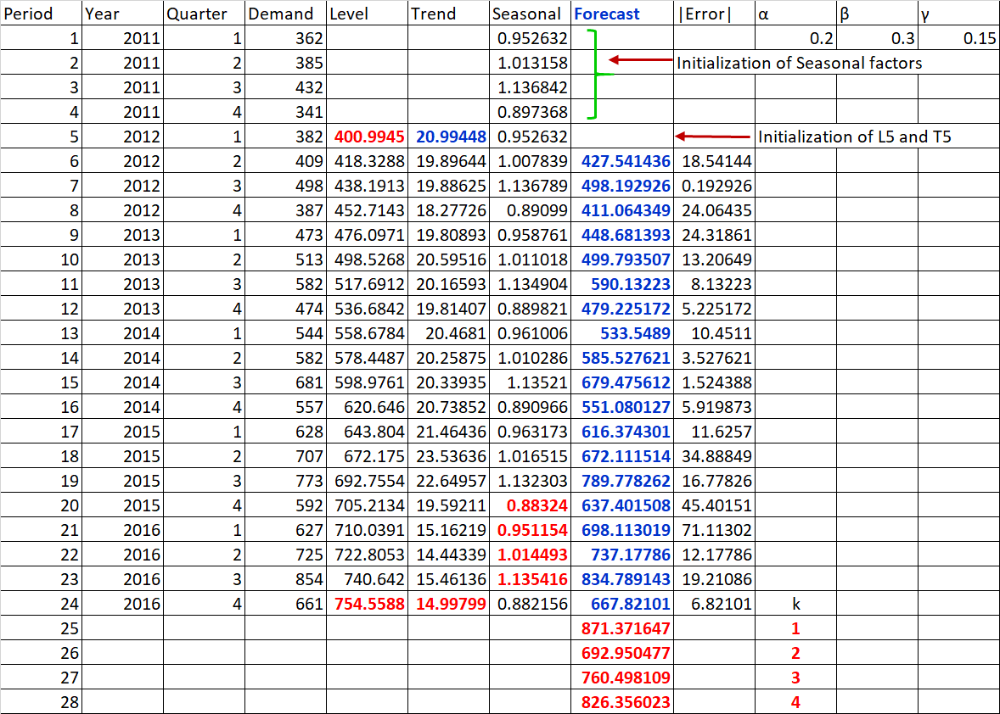 Period Year Quarter Demand Level Trend Seasonal Forecast |Error| α β γ
1 2011 1 362 0.952632 0.2 0.3 0.15
2 2011 2 385 1.013158 Initialization of Seasonal factors
3 2011 3 432 1.136842
4 2011 4 341 0.897368
5 2012 1 382 400.9945 20.99448 0.952632 Initialization of L5 and T5
6 2012 2 409 418.3288 19.89644 1.007839 427.541436 18.54144
7 2012 3 498 438.1913 19.88625 1.136789 498.192926 0.192926
8 2012 4 387 452.7143 18.27726 0.89099 411.064349 24.06435
9 2013 1 473 476.0971 19.80893 0.958761 448.681393 24.31861
10 2013 2 513 498.5268 20.59516 1.011018 499.793507 13.20649
11 2013 3 582 517.6912 20.16593 1.134904 590.13223 8.13223
12 2013 4 474 536.6842 19.81407 0.889821 479.225172 5.225172
13 2014 1 544 558.6784 20.4681 0.961006 533.5489 10.4511
14 2014 2 582 578.4487 20.25875 1.010286 585.527621 3.527621
15 2014 3 681 598.9761 20.33935 1.13521 679.475612 1.524388
16 2014 4 557 620.646 20.73852 0.890966 551.080127 5.919873
17 2015 1 628 643.804 21.46436 0.963173 616.374301 11.6257
18 2015 2 707 672.175 23.53636 1.016515 672.111514 34.88849
19 2015 3 773 692.7554 22.64957 1.132303 789.778262 16.77826
20 2015 4 592 705.2134 19.59211 0.88324 637.401508 45.40151
21 2016 1 627 710.0391 15.16219 0.951154 698.113019 71.11302
22 2016 2 725 722.8053 14.44339 1.014493 737.17786 12.17786
23 2016 3 854 740.642 15.46136 1.135416 834.789143 19.21086
24 2016 4 661 754.5588 14.99799 0.882156 667.82101 6.82101 k
25 871.371647 1
26 692.950477 2
27 760.498109 3
28 826.356023 4